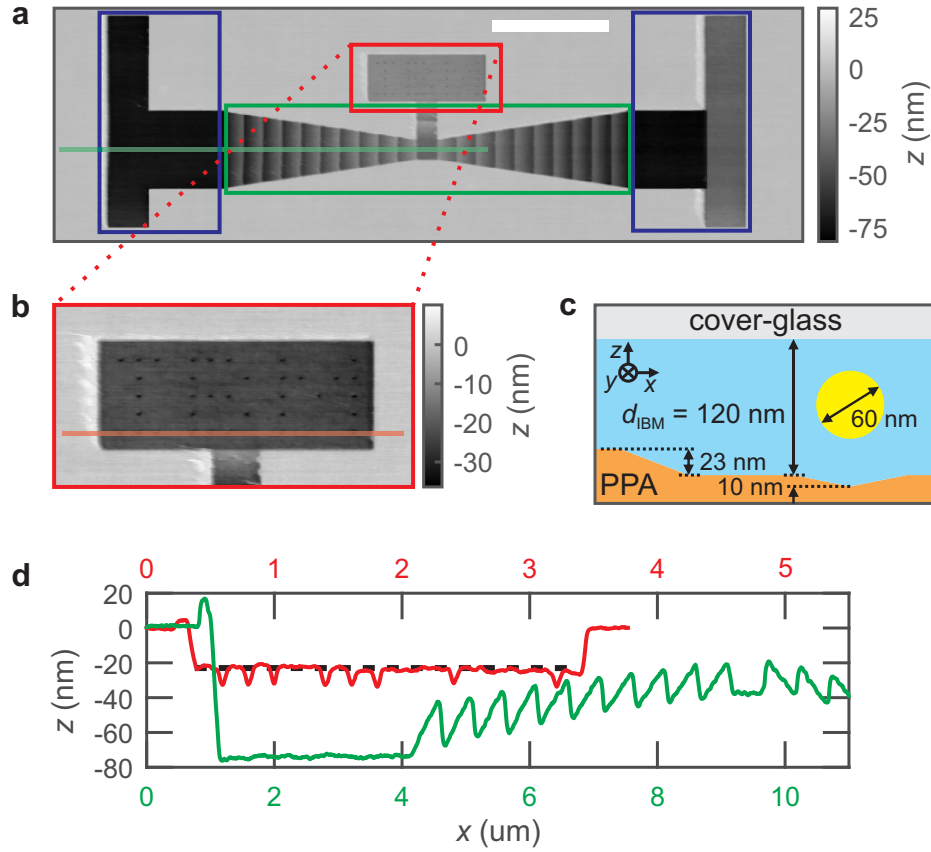 a
25
0
-25
-50
-75
z (nm)
b
0
-10
-20
-30
z (nm)
c
cover-glass
z
y
x
d_IBM = 120 nm
60 nm
23 nm
PPA
10 nm
d
0 1 2 3 4 5
20
0
-20
-40
-60
-80
z (nm)
0 2 4 6 8 10
x (um)